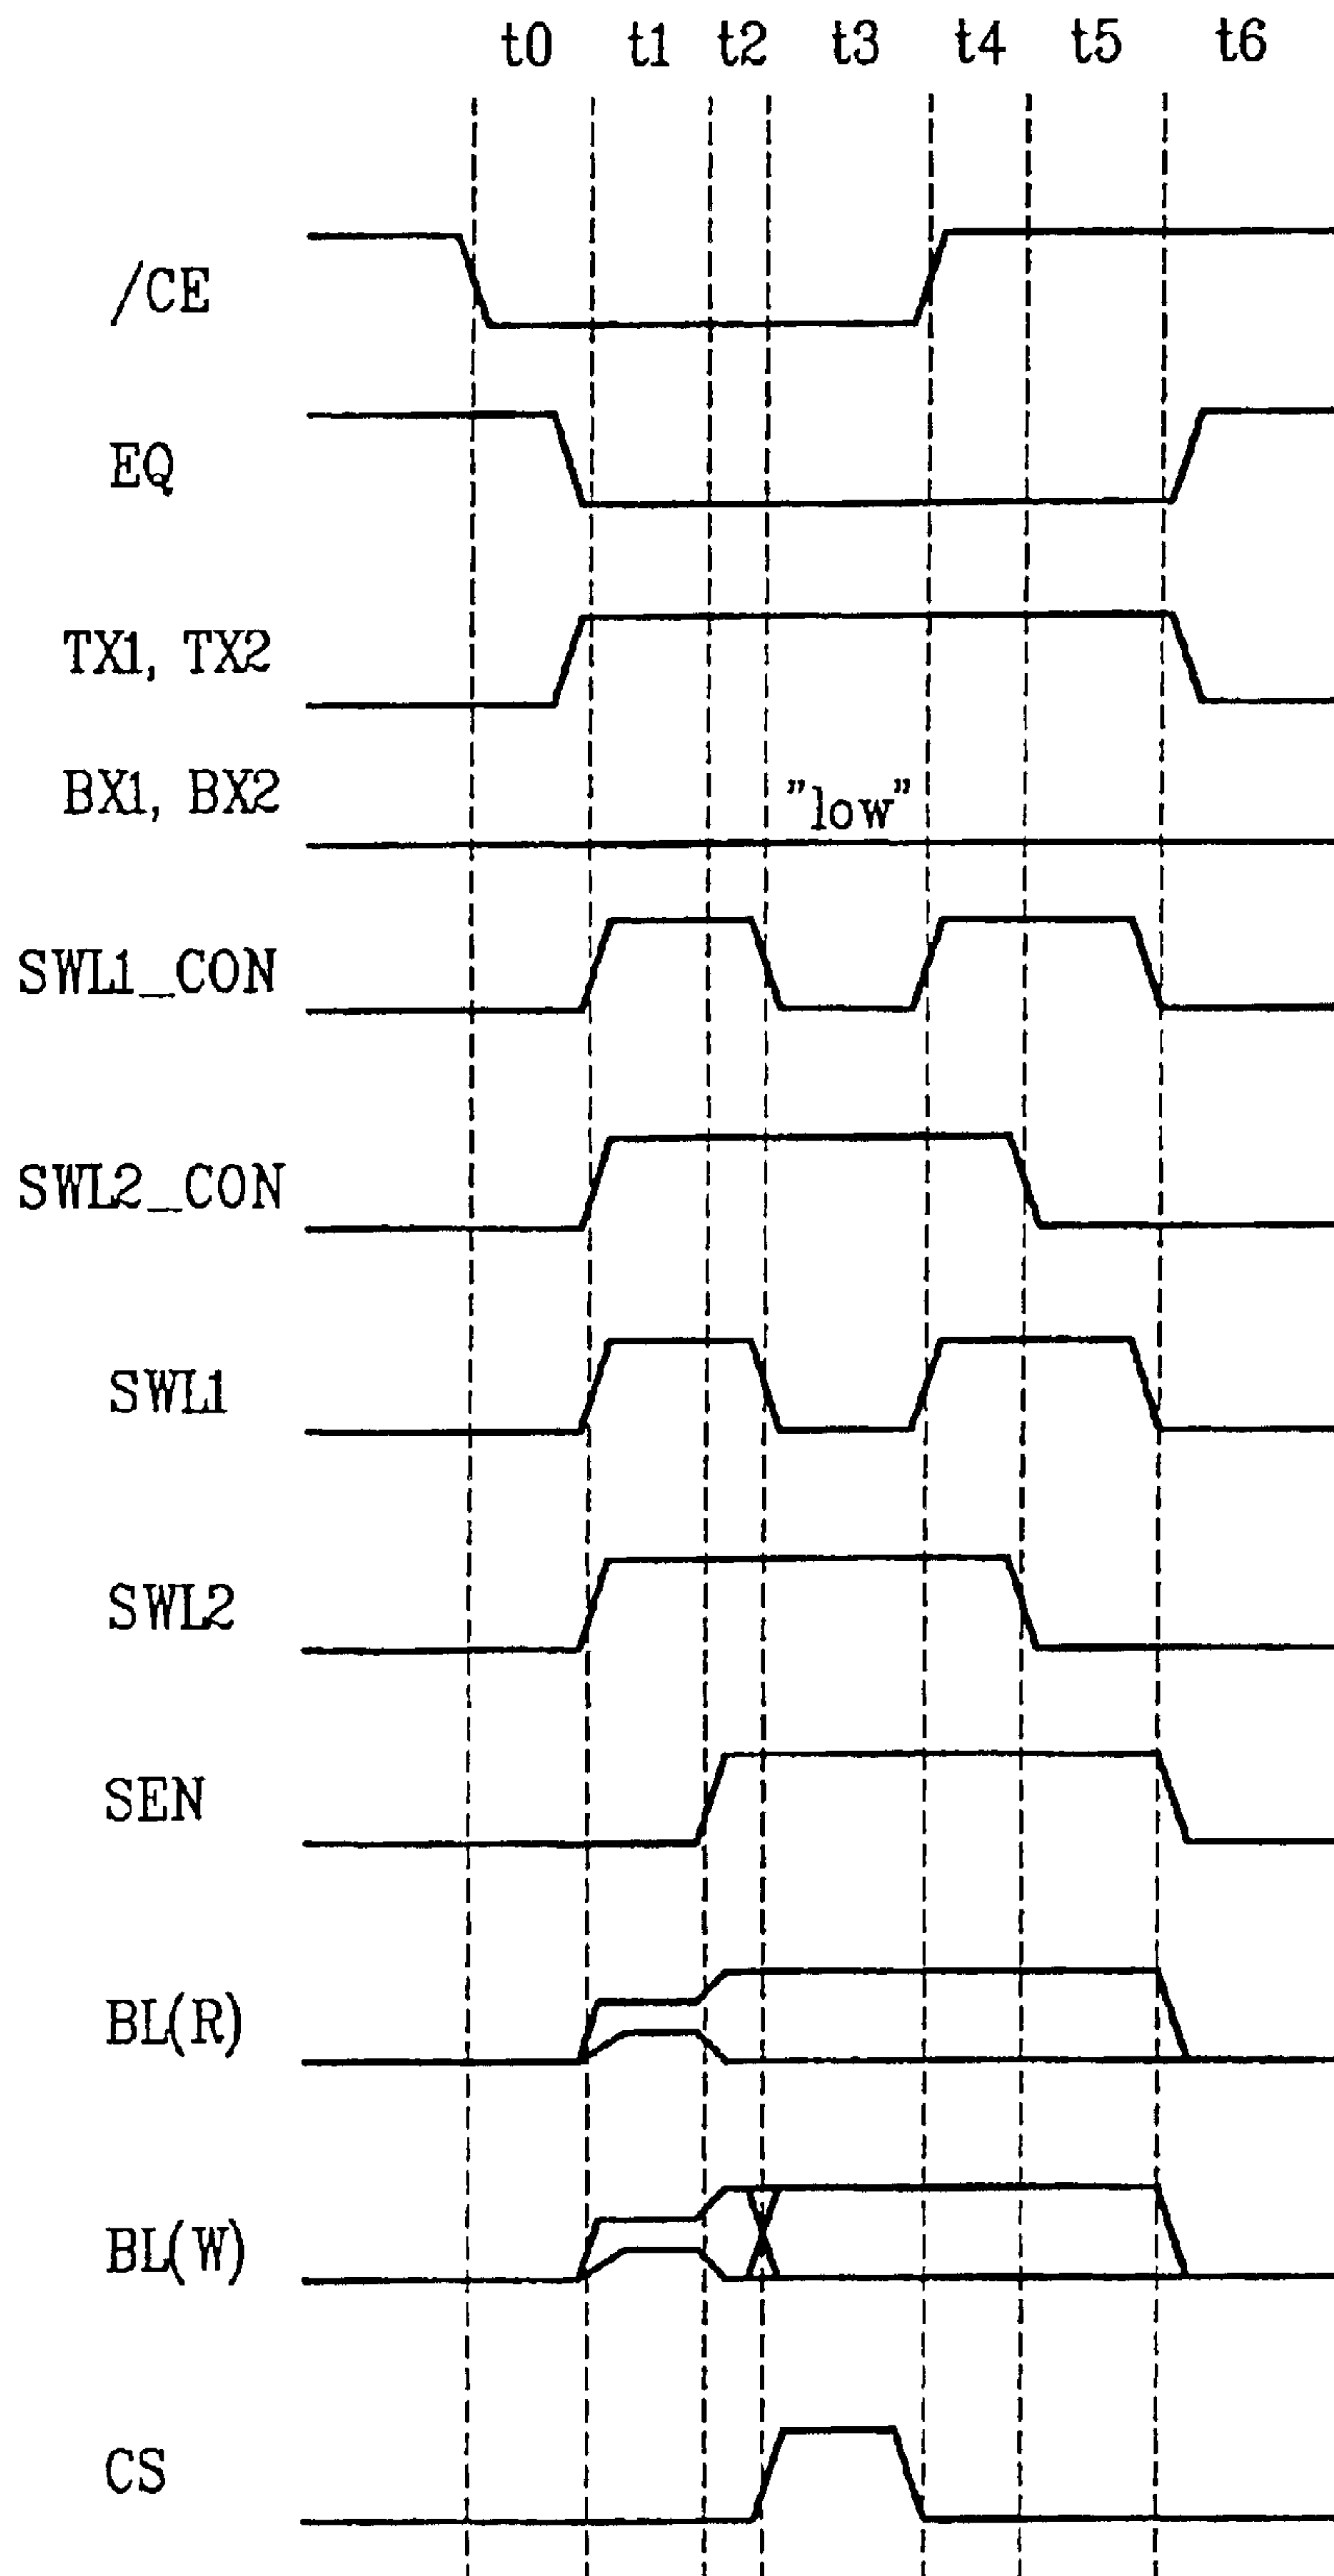 t0 t1 t2 t3 t4 t5 t6
/CE
EQ
TX1, TX2
BX1, BX2
"low"
SWL1_CON
SWL2_CON
SWL1
SWL2
SEN
BL(R)
BL(W)
CS